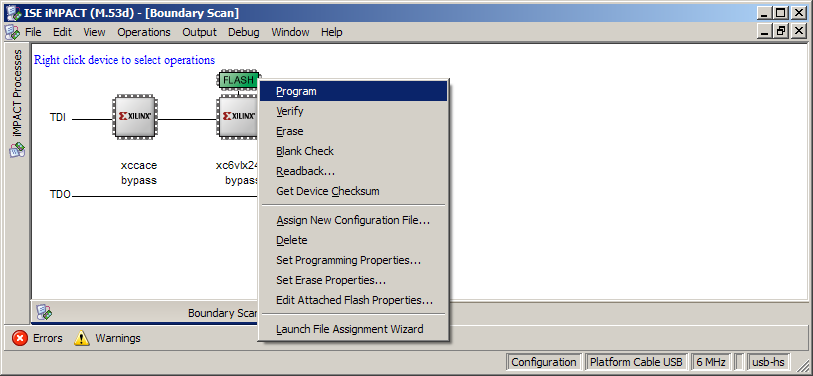 ISE iMPACT (M.53d) - [Boundary Scan]
File Edit View Operations Output Debug Window Help
iMPACT Processes
Right click device to select operations
FLASH
TDI
XILINX®
XILINX®
xccace
bypass
xc6vlx24
bypass
TDO
Program
Verify
Erase
Blank Check
Readback...
Get Device Checksum
Assign New Configuration File...
Delete
Set Programming Properties...
Set Erase Properties...
Edit Attached Flash Properties...
Launch File Assignment Wizard
Boundary Scan
Errors Warnings
Configuration Platform Cable USB 6 MHz usb-hs